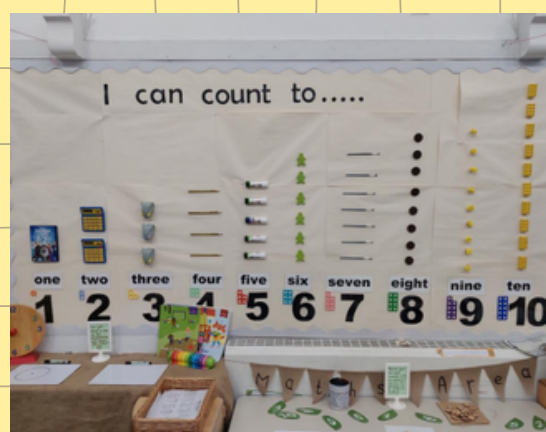 I can count to.....
one two three four five six seven eight nine ten
1 2 3 4 5 6 7 8 9 10
Maths Area